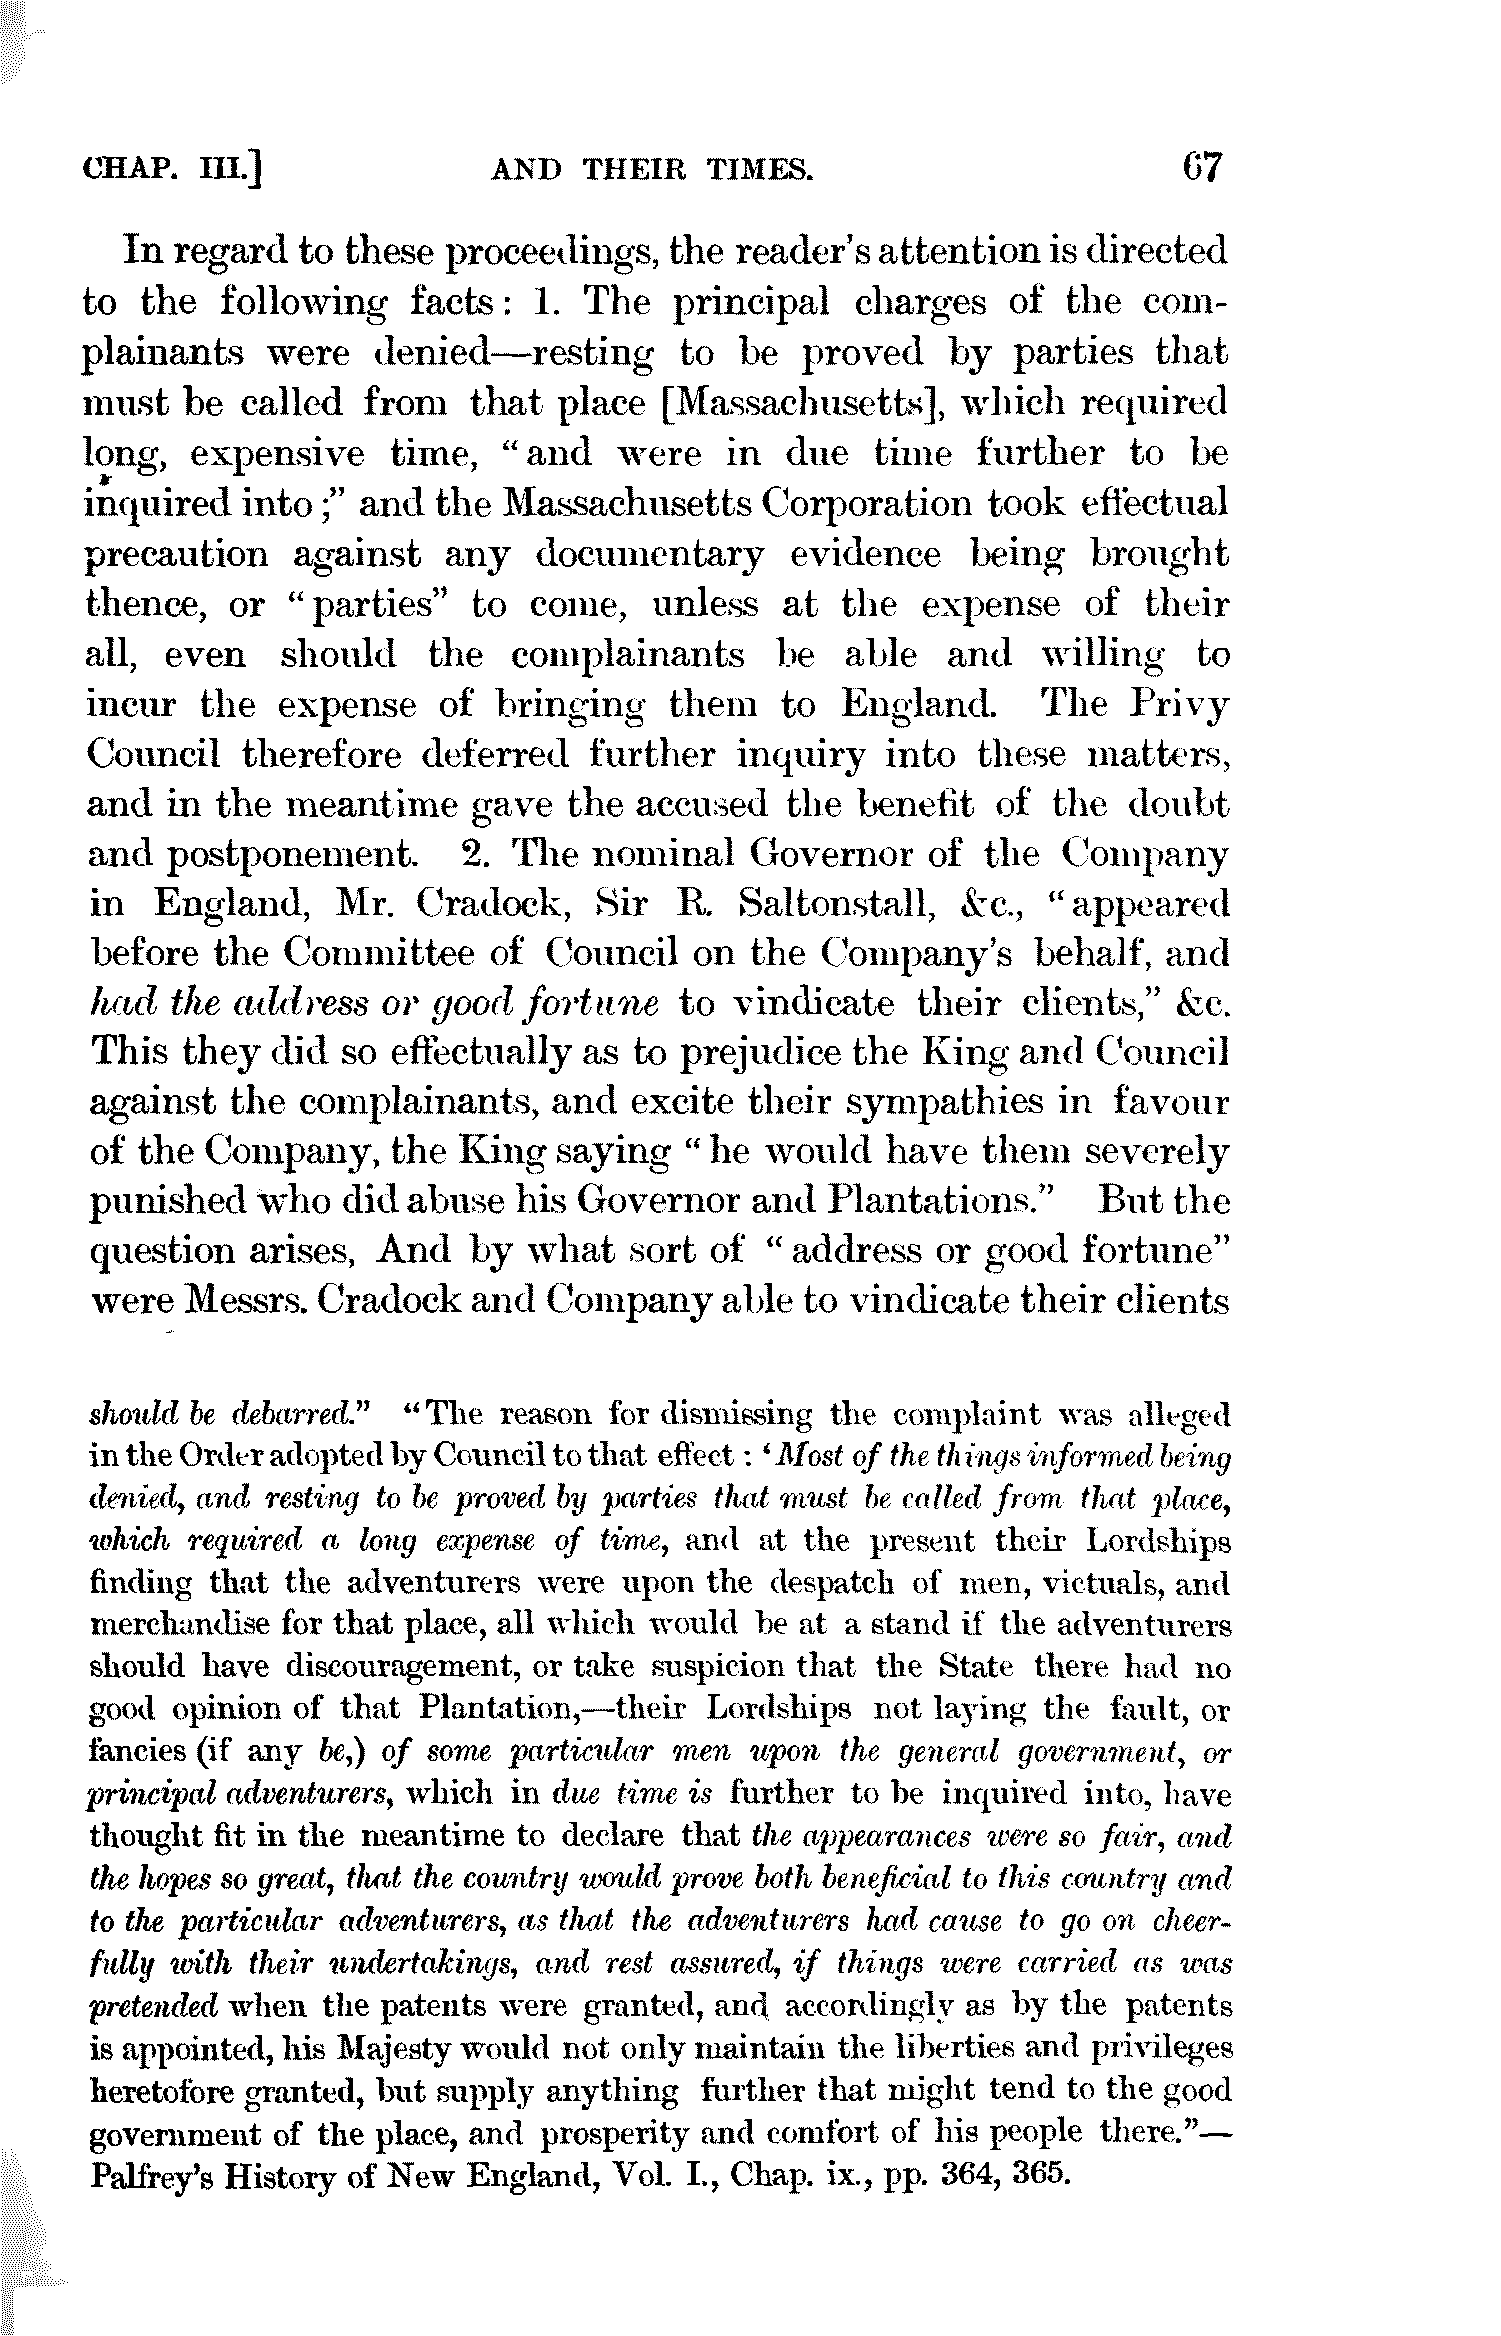 CHAP. III.] AND THEIR TIMES. 67
In regard to these proceedings, the reader's attention is directed
to the following facts: 1. The principal charges of the com-
plainants were denied—resting to be proved by parties that
must be called from that place [Massachusetts], which required
long, expensive time, "and were in due time further to be
inquired into;" and the Massachusetts Corporation took effectual
precaution against any documentary evidence being brought
thence, or "parties" to come, unless at the expense of their
all, even should the complainants be able and willing to
incur the expense of bringing them to England. The Privy
Council therefore deferred further inquiry into these matters,
and in the meantime gave the accused the benefit of the doubt
and postponement. 2. The nominal Governor of the Company
in England, Mr. Cradock, Sir R. Saltonstall, &c., "appeared
before the Committee of Council on the Company's behalf, and
had the address or good fortune to vindicate their clients," &c.
This they did so effectually as to prejudice the King and Council
against the complainants, and excite their sympathies in favour
of the Company, the King saying "he would have them severely
punished who did abuse his Governor and Plantations." But the
question arises, And by what sort of "address or good fortune"
were Messrs. Cradock and Company able to vindicate their clients
should be debarred." "The reason for dismissing the complaint was alleged
in the Order adopted by Council to that effect: 'Most of the things informed being
denied, and resting to be proved by parties that must be called from that place,
which required a long expense of time, and at the present their Lordships
finding that the adventurers were upon the despatch of men, victuals, and
merchandise for that place, all which would be at a stand if the adventurers
should have discouragement, or take suspicion that the State there had no
good opinion of that Plantation,—their Lordships not laying the fault, or
fancies (if any be,) of some particular men upon the general government, or
principal adventurers, which in due time is further to be inquired into, have
thought fit in the meantime to declare that the appearances were so fair, and
the hopes so great, that the country would prove both beneficial to this country and
to the particular adventurers, as that the adventurers had cause to go on cheer-
fully with their undertakings, and rest assured, if things were carried as was
pretended when the patents were granted, and accordingly as by the patents
is appointed, his Majesty would not only maintain the liberties and privileges
heretofore granted, but supply anything further that might tend to the good
government of the place, and prosperity and comfort of his people there."—
Palfrey's History of New England, Vol. I., Chap. ix., pp. 364, 365.